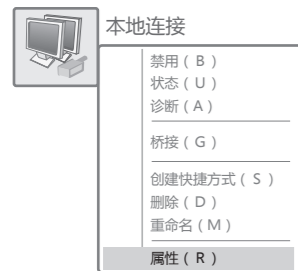 本地连接
禁用 ( B )
状态 ( U )
诊断 ( A )
桥接 ( G )
创建快捷方式 ( S )
删除 ( D )
重命名 ( M )
属性 ( R )